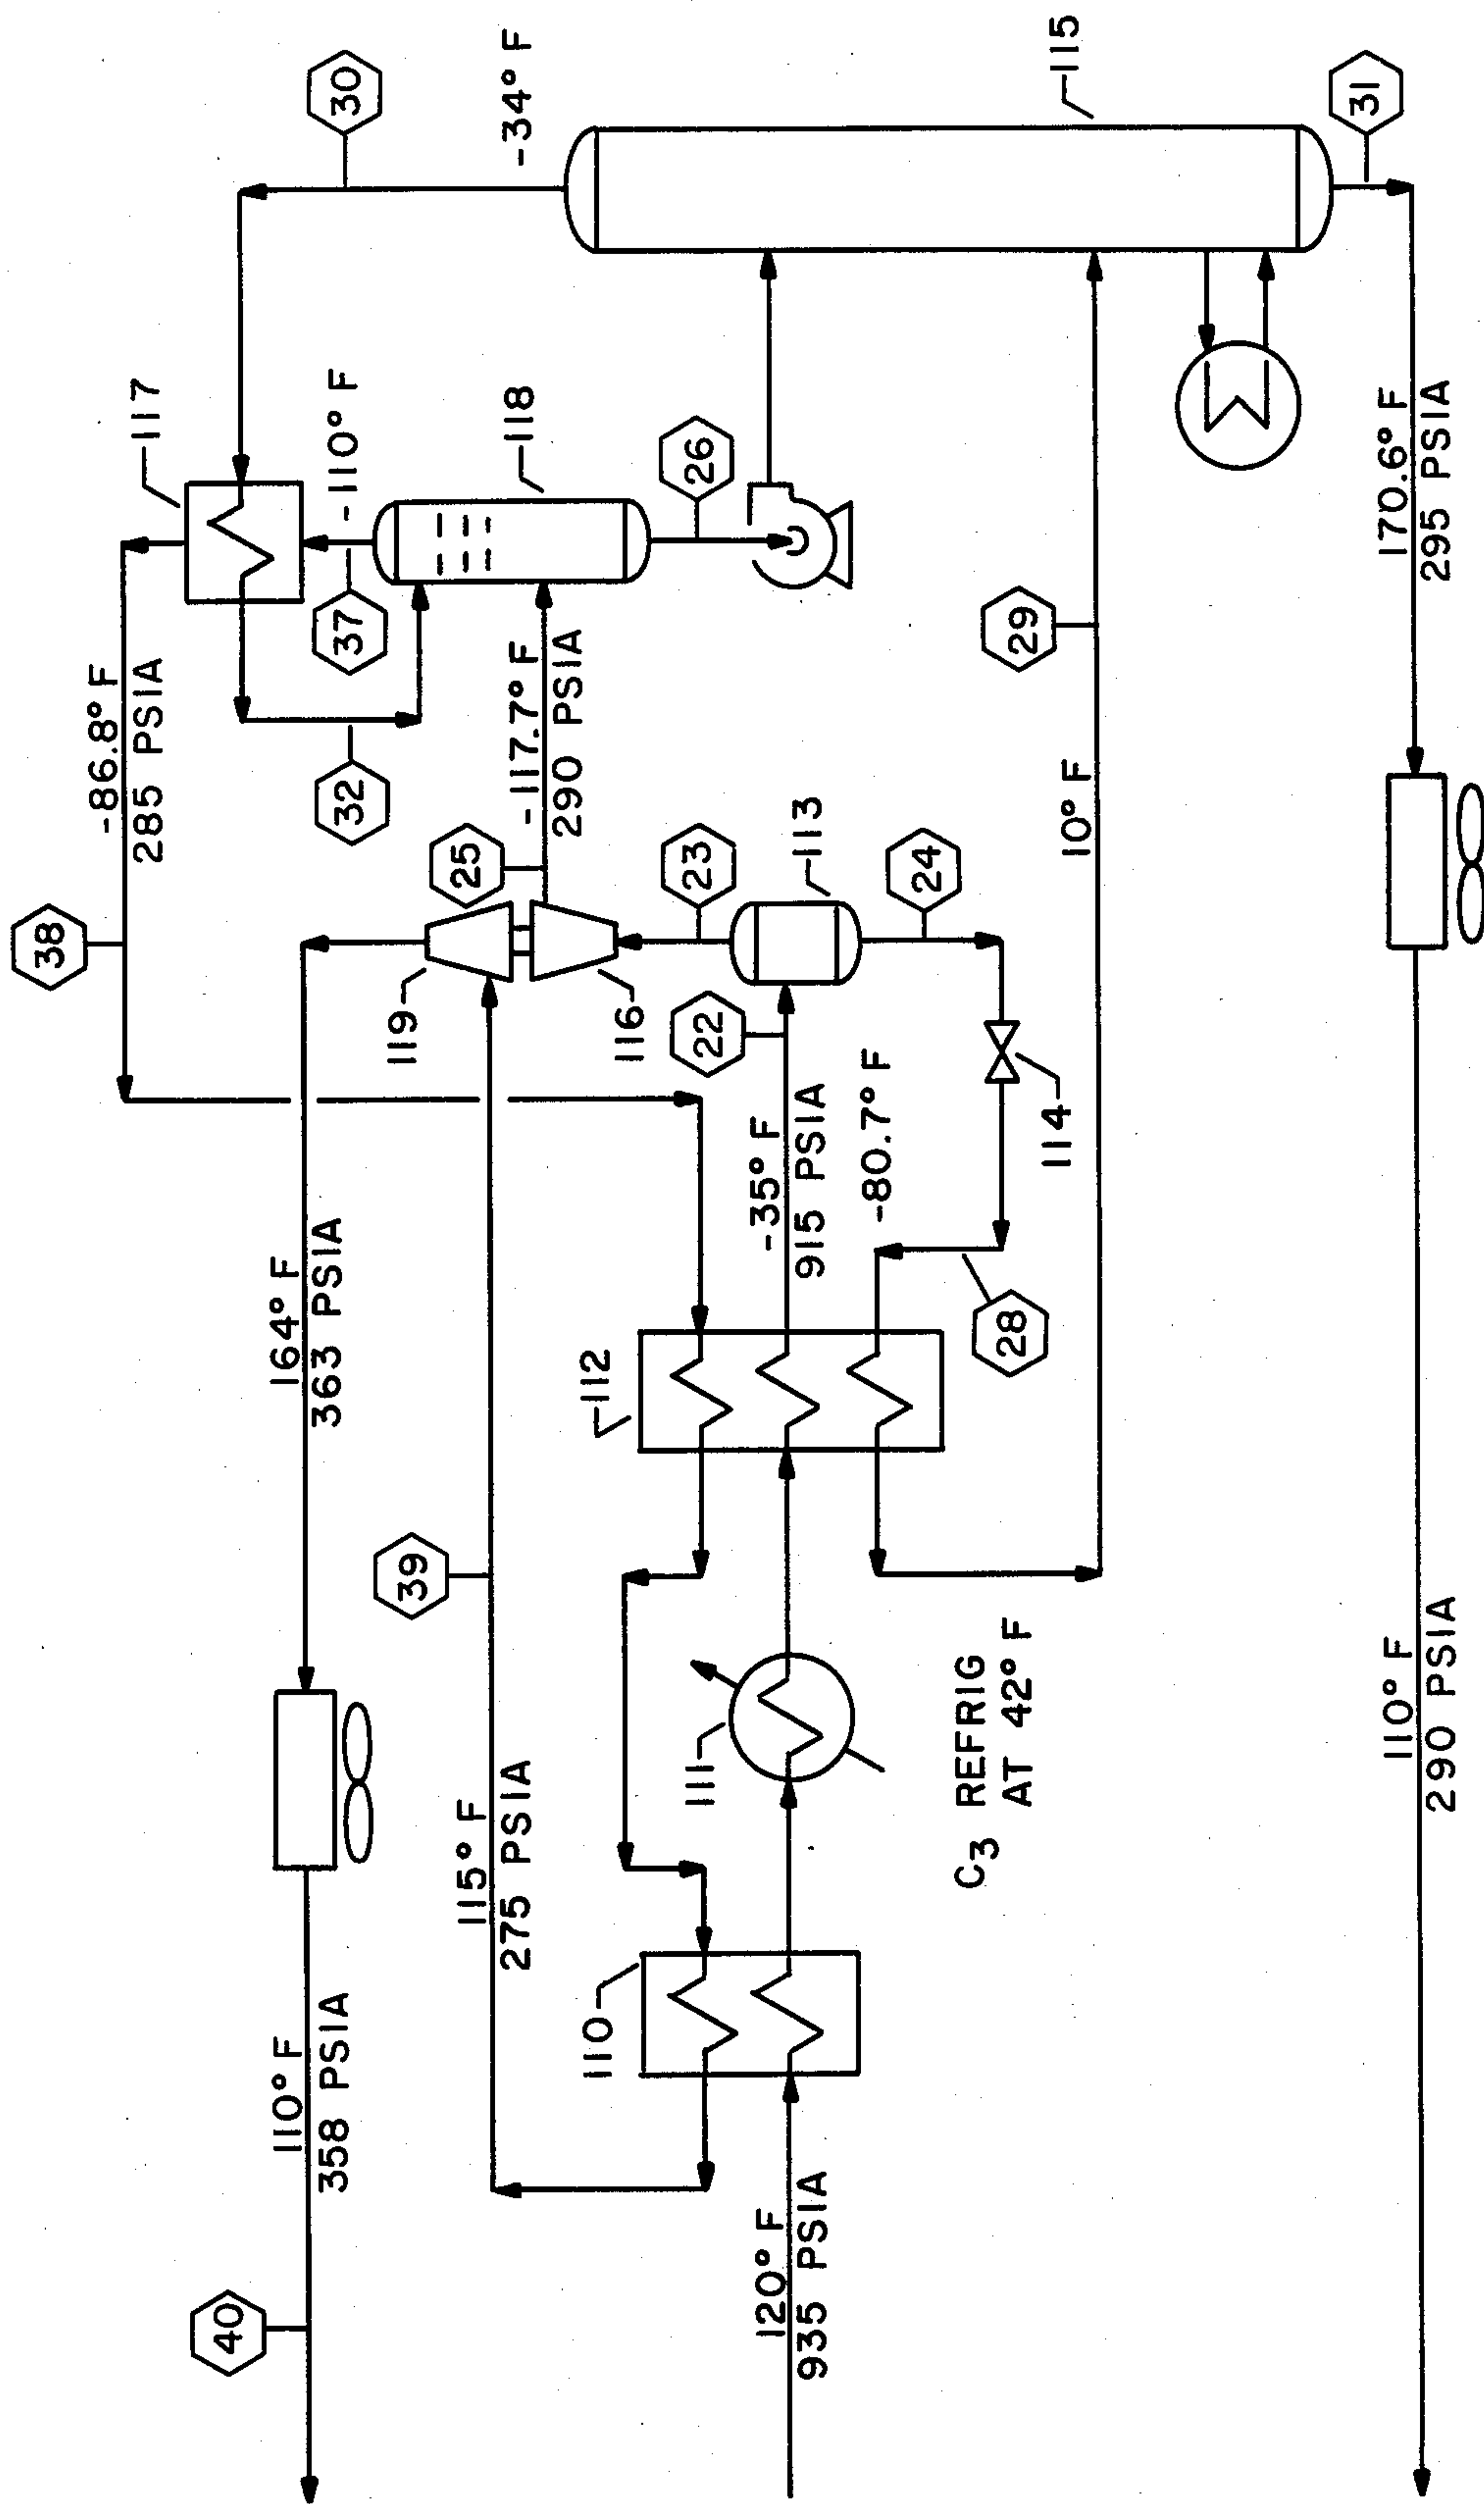 38
-86.8° F
285 PSIA
117
40
110° F
358 PSIA
164° F
363 PSIA
32
37
-110° F
30
119
39
115° F
275 PSIA
25
-117.7° F
290 PSIA
118
-34° F
110
112
116
111
22
23
26
120° F
935 PSIA
-35° F
915 PSIA
113
-80.7° F
24
C3 REFRIG
AT 42° F
28
29
114
10° F
115
31
110° F
290 PSIA
170.6° F
295 PSIA